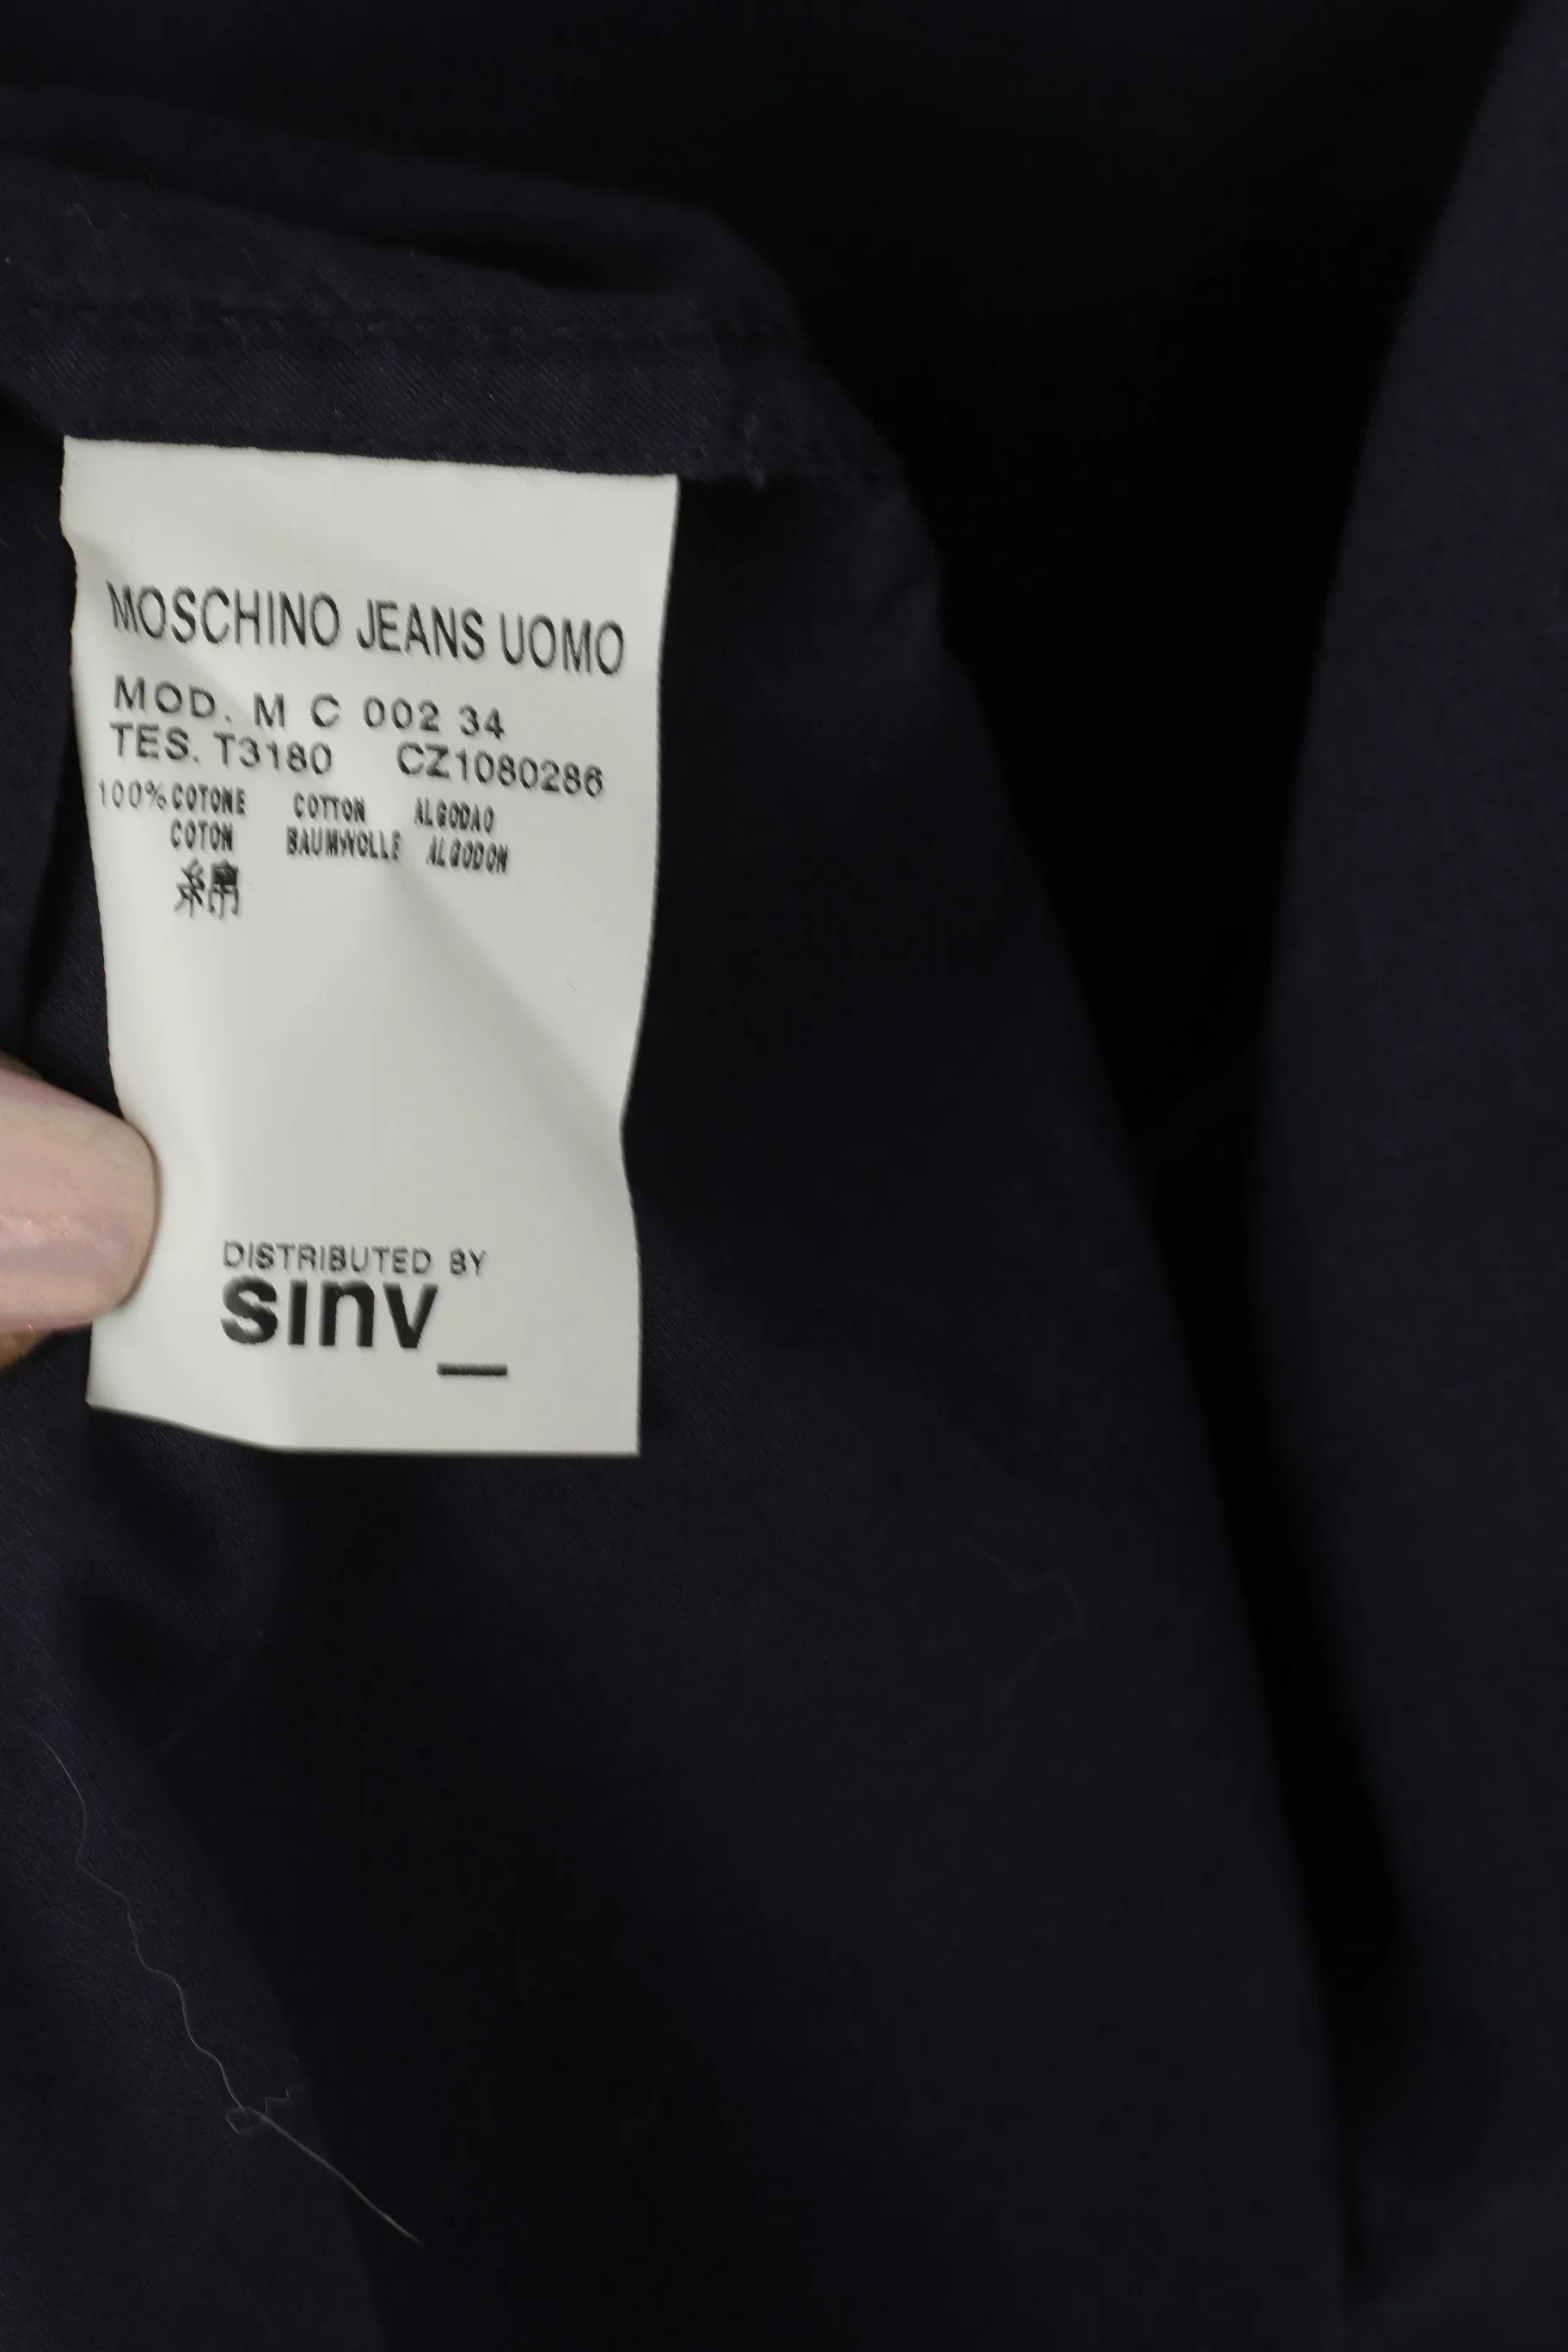 MOSCHINO JEANS UOMO
MOD. M C 002 34
TES. T3180 CZ1080286
100% COTONE COTTON ALGODAO
COTON BAUMWOLLE ALGODON
綿
DISTRIBUTED BY
sinv_